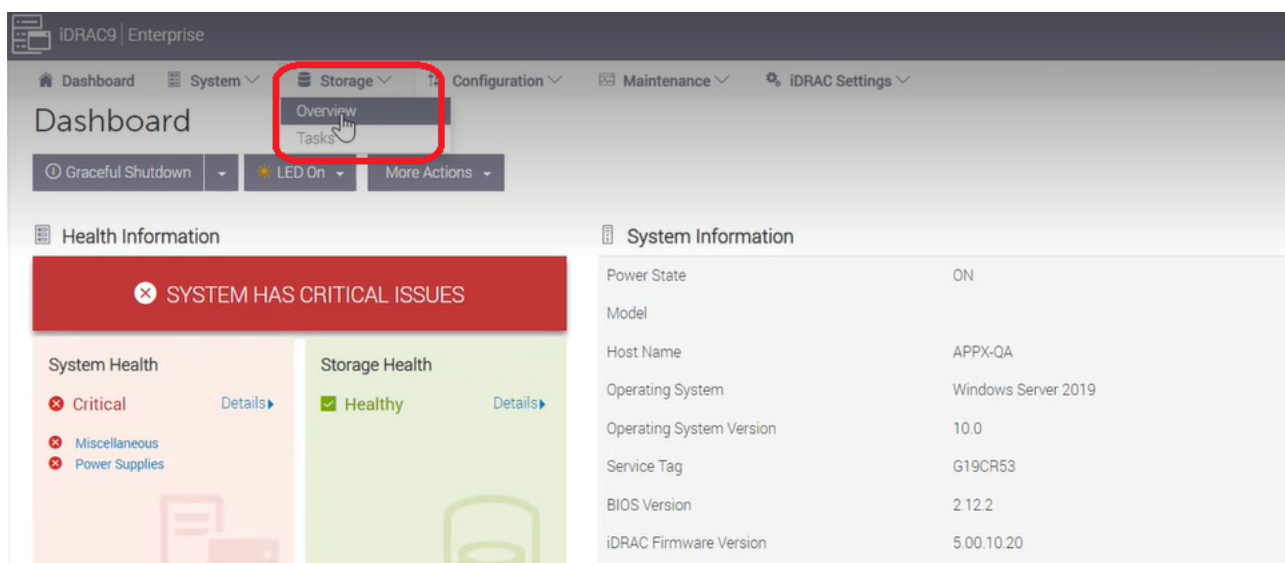 iDRAC9 | Enterprise
Dashboard System Storage Configuration Maintenance iDRAC Settings
Overview
Tasks
Dashboard
Graceful Shutdown LED On More Actions
Health Information
SYSTEM HAS CRITICAL ISSUES
System Health
Critical Details
Miscellaneous
Power Supplies
Storage Health
Healthy Details
System Information
Power State ON
Model
Host Name APPX-QA
Operating System Windows Server 2019
Operating System Version 10.0
Service Tag G19CR53
BIOS Version 2.12.2
iDRAC Firmware Version 5.00.10.20